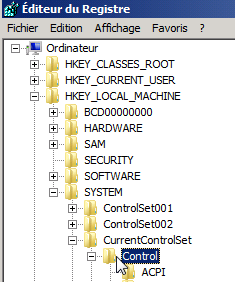 Éditeur du Registre
Fichier Edition Affichage Favoris ?
Ordinateur
HKEY_CLASSES_ROOT
HKEY_CURRENT_USER
HKEY_LOCAL_MACHINE
BCD00000000
HARDWARE
SAM
SECURITY
SOFTWARE
SYSTEM
ControlSet001
ControlSet002
CurrentControlSet
Control
ACPI